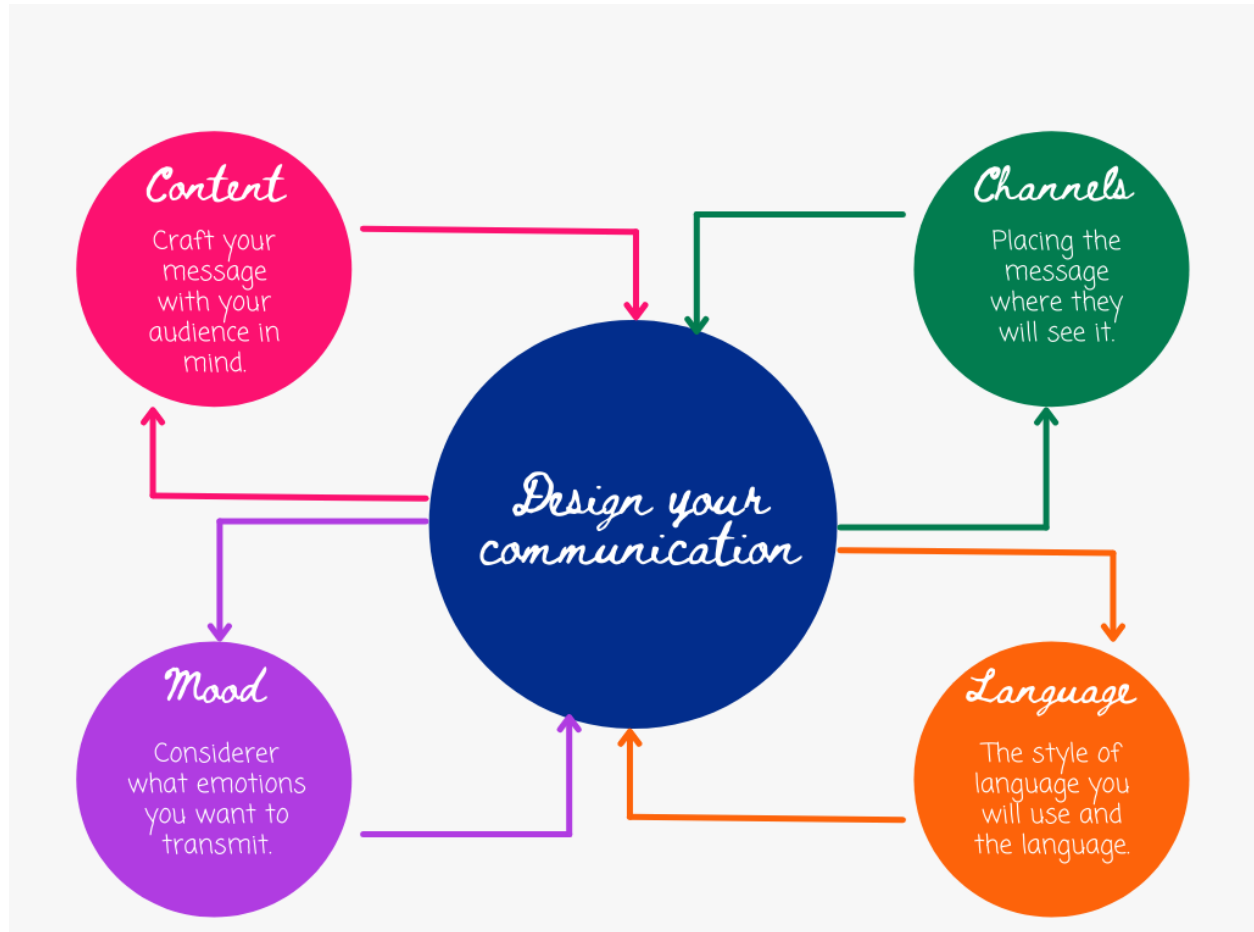 Content
Craft your
message
with your
audience in
mind.
Channels
Placing the
message
where they
will see it.
Design your
communication
Mood
Considerer
what emotions
you want to
transmit.
Language
The style of
language you
will use and
the language.